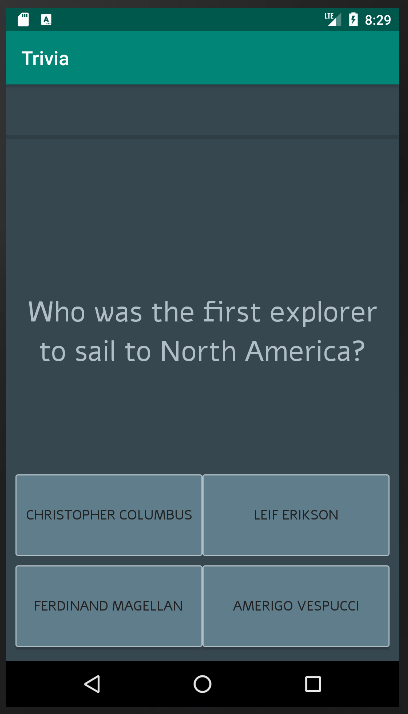 LTE 8:29
A
Trivia
Who was the first explorer
to sail to North America?
CHRISTOPHER COLUMBUS
LEIF ERIKSON
FERDINAND MAGELLAN
AMERIGO VESPUCCI